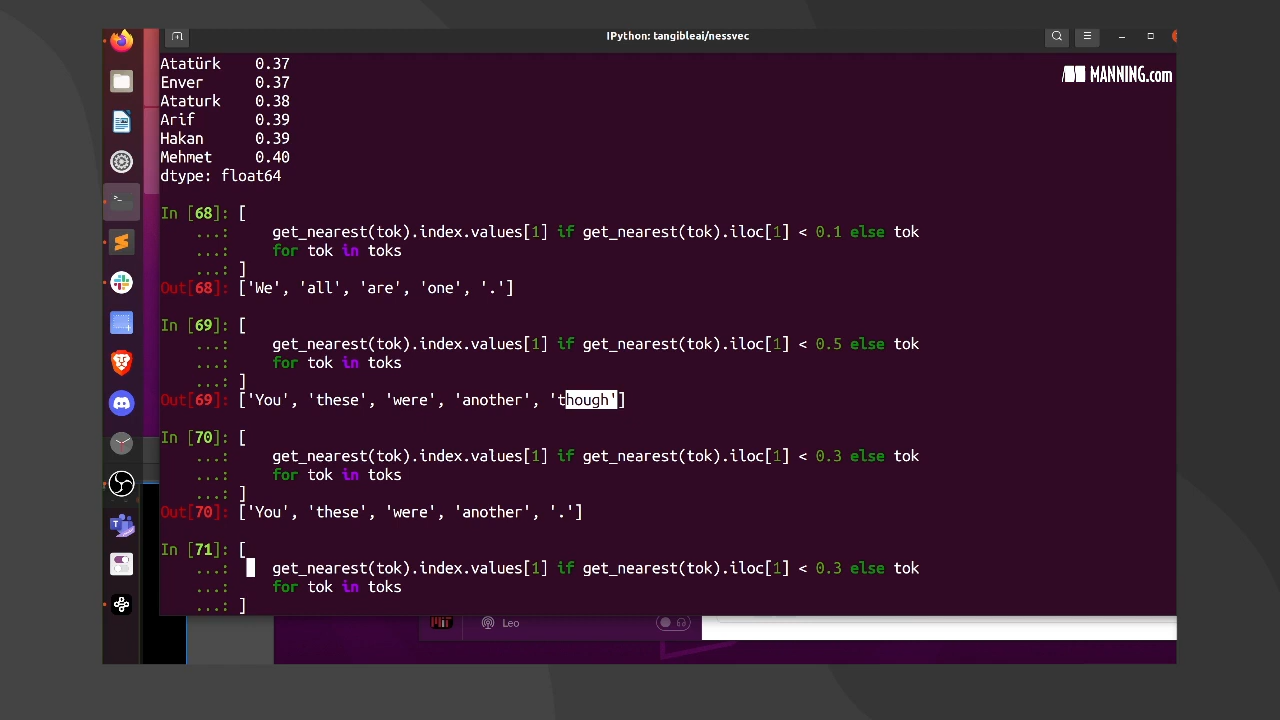 IPython: tangibleai/nessvec
MANNING.com
Atatürk    0.37
Enver      0.37
Ataturk    0.38
Arif       0.39
Hakan      0.39
Mehmet     0.40
dtype: float64
In [68]: [
...:     get_nearest(tok).index.values[1] if get_nearest(tok).iloc[1] < 0.1 else tok
...:     for tok in toks
...: ]
Out[68]: ['We', 'all', 'are', 'one', '.']
In [69]: [
...:     get_nearest(tok).index.values[1] if get_nearest(tok).iloc[1] < 0.5 else tok
...:     for tok in toks
...: ]
Out[69]: ['You', 'these', 'were', 'another', 'though']
In [70]: [
...:     get_nearest(tok).index.values[1] if get_nearest(tok).iloc[1] < 0.3 else tok
...:     for tok in toks
...: ]
Out[70]: ['You', 'these', 'were', 'another', '.']
In [71]: [
...:     get_nearest(tok).index.values[1] if get_nearest(tok).iloc[1] < 0.3 else tok
...:     for tok in toks
...: ]
Leo